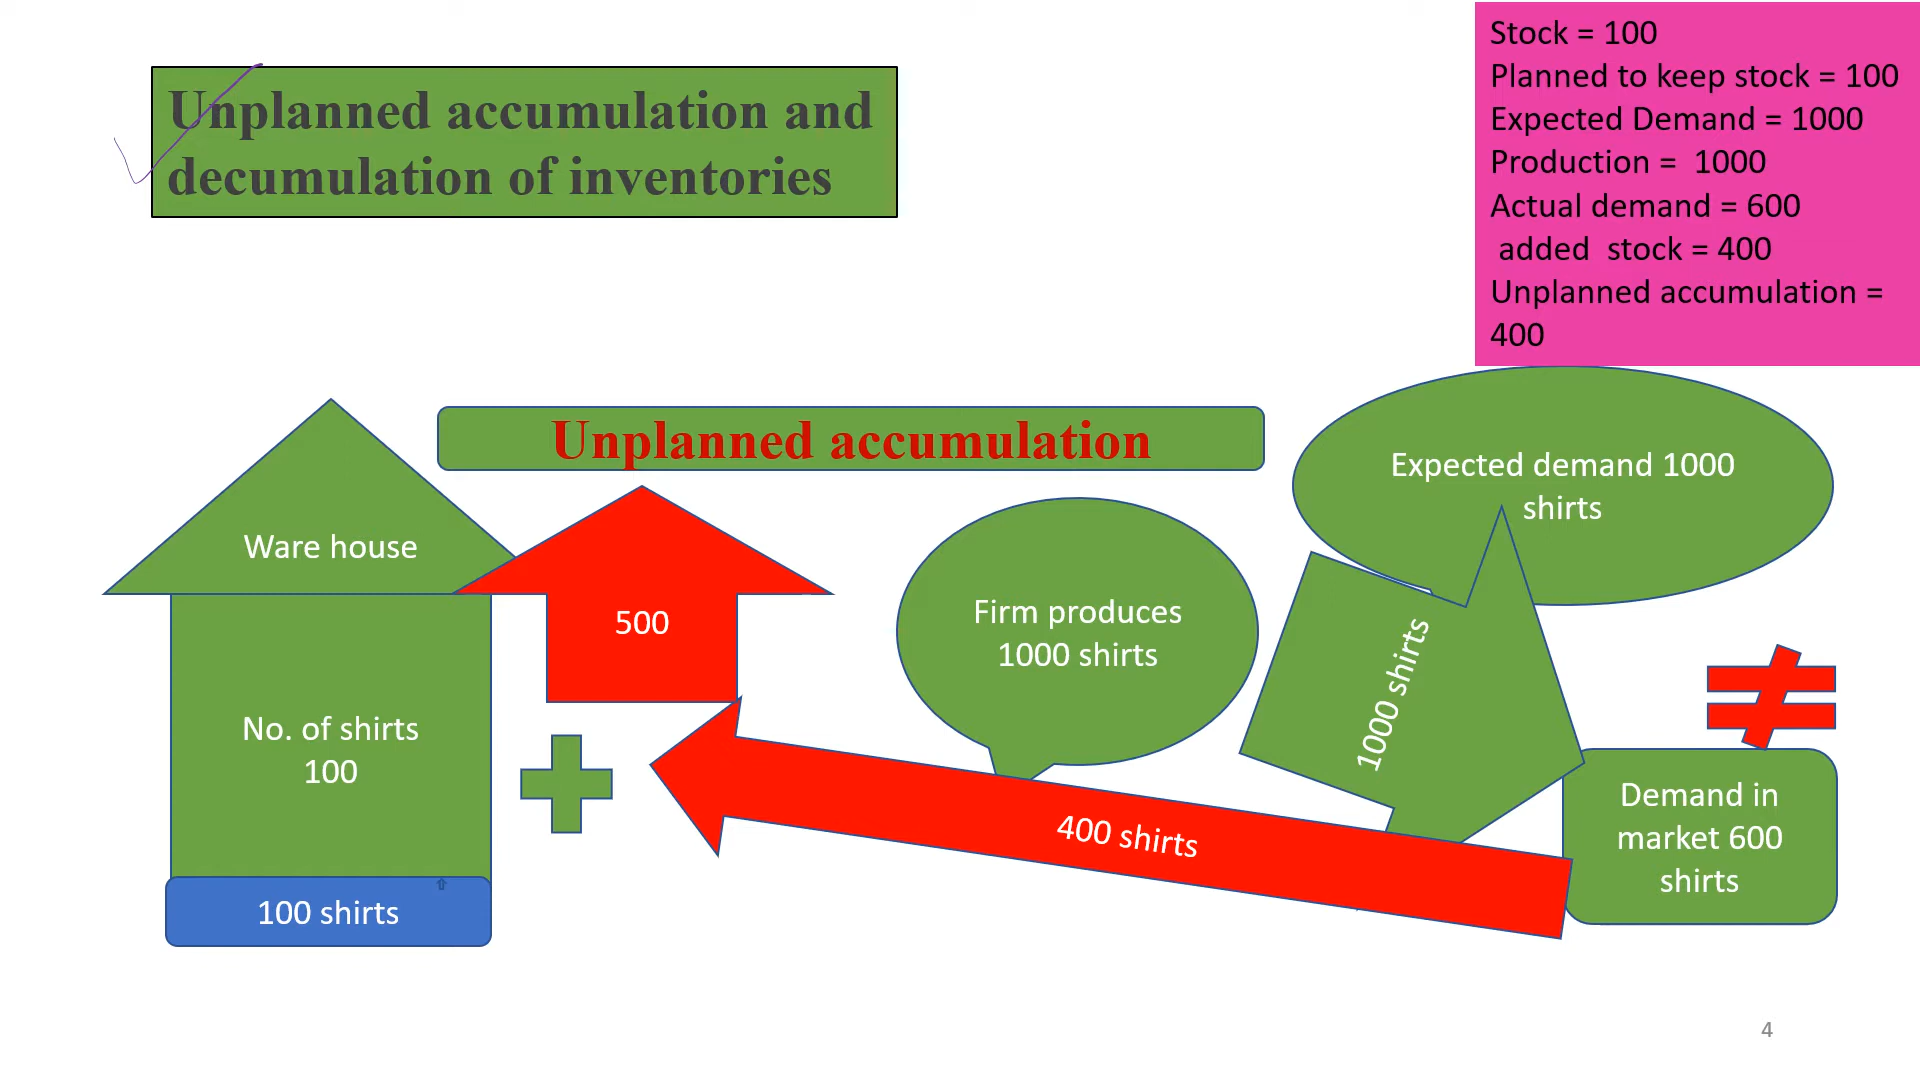 Unplanned accumulation and
decumulation of inventories
Stock = 100
Planned to keep stock = 100
Expected Demand = 1000
Production =  1000
Actual demand = 600
added  stock = 400
Unplanned accumulation =
400
Unplanned accumulation
Expected demand 1000
shirts
Ware house
500
Firm produces
1000 shirts
1000 shirts
No. of shirts
100
400 shirts
Demand in
market 600
shirts
100 shirts
4